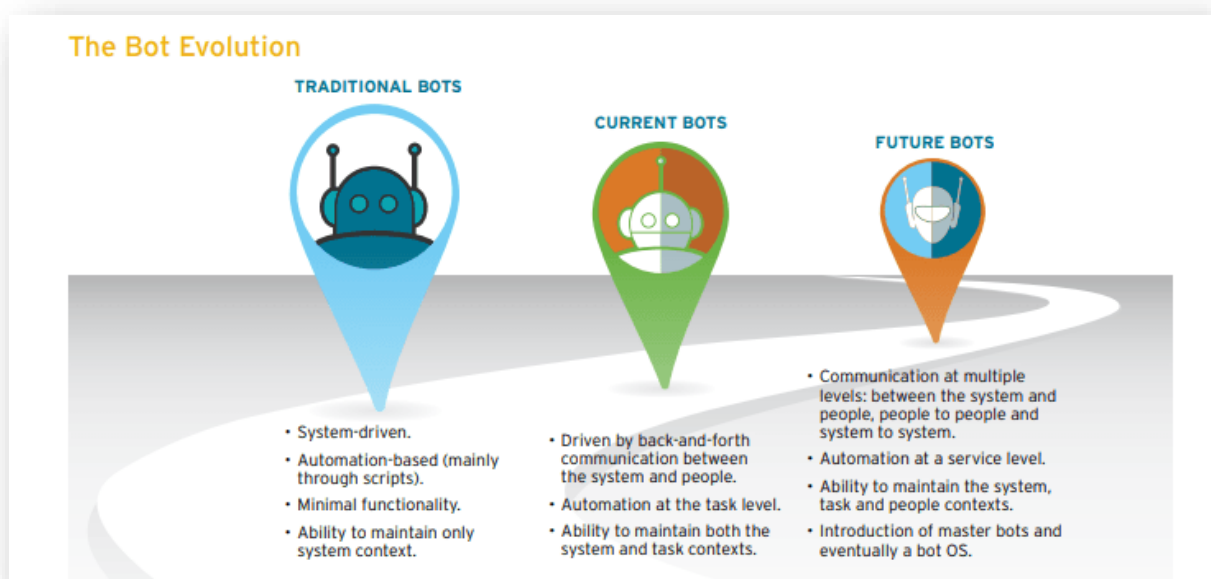 The Bot Evolution
TRADITIONAL BOTS
• System-driven.
• Automation-based (mainly
through scripts).
• Minimal functionality.
• Ability to maintain only
system context.
CURRENT BOTS
• Driven by back-and-forth
communication between
the system and people.
• Automation at the task level.
• Ability to maintain both the
system and task contexts.
FUTURE BOTS
• Communication at multiple
levels: between the system and
people, people to people and
system to system.
• Automation at a service level.
• Ability to maintain the system,
task and people contexts.
• Introduction of master bots and
eventually a bot OS.